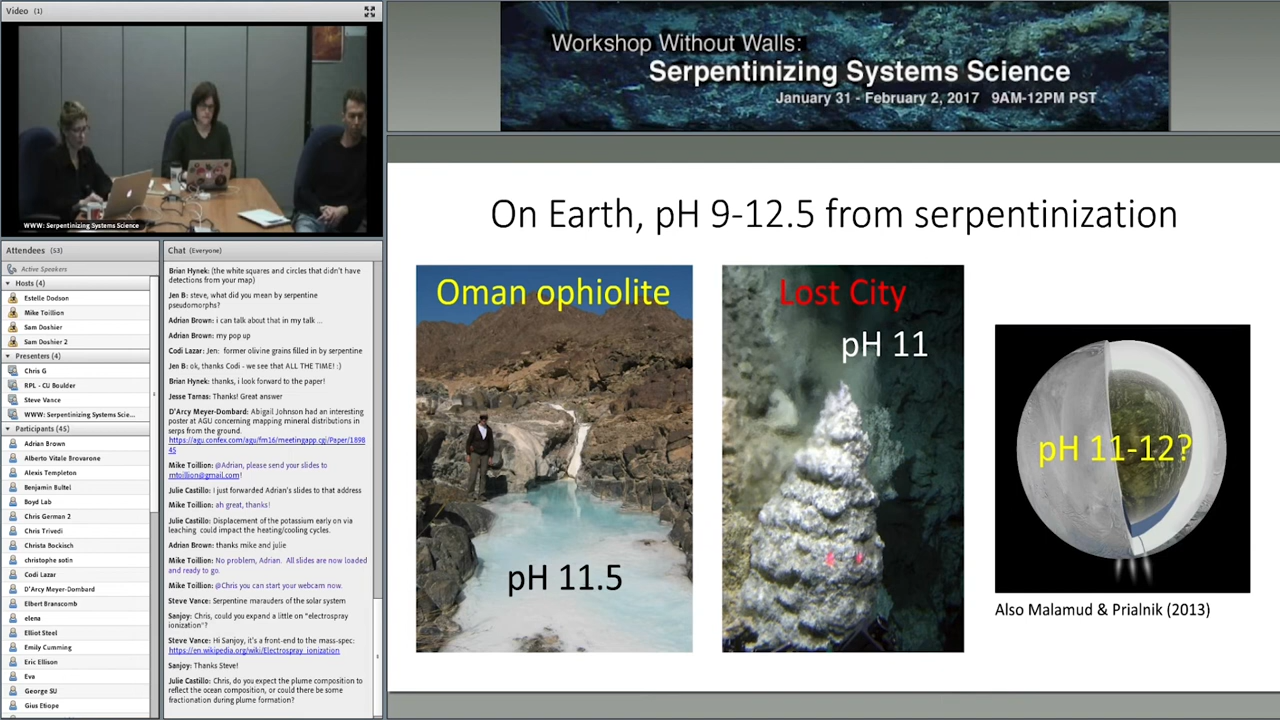 Video (1)
WWW: Serpentinizing Systems Science
Attendees (53)
Active Speakers
Hosts (4)
Estelle Dodson
Mike Toillion
Sam Doshier
Sam Doshier 2
Presenters (4)
Chris G
RPL - CU Boulder
Steve Vance
WWW: Serpentinizing Systems Scie...
Participants (45)
Adrian Brown
Alberto Vitale Brovarone
Alexis Templeton
Benjamin Bultel
Boyd Lab
Chris German 2
Chris Trivedi
Christa Bockisch
christophe sotin
Codi Lazar
D'Arcy Meyer-Dombard
Elbert Branscomb
elena
Elliot Steel
Emily Cumming
Eric Ellison
Eva
George SU
Gius Etiope
Chat (Everyone)
Brian Hynek: (the white squares and circles that didn't have
detections from your map)
Jen B: steve, what did you mean by serpentine
pseudomorphs?
Adrian Brown: i can talk about that in my talk ...
Adrian Brown: my pop up
Codi Lazar: Jen: former olivine grains filled in by serpentine
Jen B: ok, thanks Codi - we see that ALL THE TIME! :)
Brian Hynek: thanks, i look forward to the paper!
Jesse Tarnas: Thanks! Great answer
D'Arcy Meyer-Dombard: Abigail Johnson had an interesting
poster at AGU concerning mapping mineral distributions in
serps from the ground.
https://agu.confex.com/agu/fm16/meetingapp.cgi/Paper/1898
45
Mike Toillion: @Adrian, please send your slides to
mtoillion@gmail.com!
Julie Castillo: i just forwarded Adrian's slides to that address
Mike Toillion: ah great, thanks!
Julie Castillo: Displacement of the potassium early on via
leaching could impact the heating/cooling cycles.
Adrian Brown: thanks mike and julie
Mike Toillion: No problem, Adrian. All slides are now loaded
and ready to go.
Mike Toillion: @Chris you can start your webcam now.
Steve Vance: Serpentine marauders of the solar system
Sanjoy: Chris, could you expand a little on "electrospray
ionization"?
Steve Vance: Hi Sanjoy, it's a front-end to the mass-spec:
https://en.wikipedia.org/wiki/Electrospray_ionization
Sanjoy: Thanks Steve!
Julie Castillo: Chris, do you expect the plume composition to
reflect the ocean composition, or could there be some
fractionation during plume formation?
Workshop Without Walls:
Serpentinizing Systems Science
January 31 - February 2, 2017 9AM-12PM PST
On Earth, pH 9-12.5 from serpentinization
Oman ophiolite
pH 11.5
Lost City
pH 11
pH 11-12?
Also Malamud & Prialnik (2013)